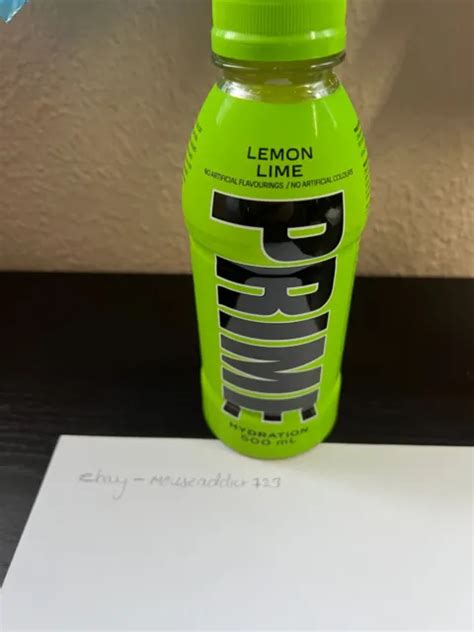 LEMON
LIME
NO ARTIFICIAL FLAVOURINGS / NO ARTIFICIAL COLOURS
PRIME
HYDRATION
500 mL
ebay -